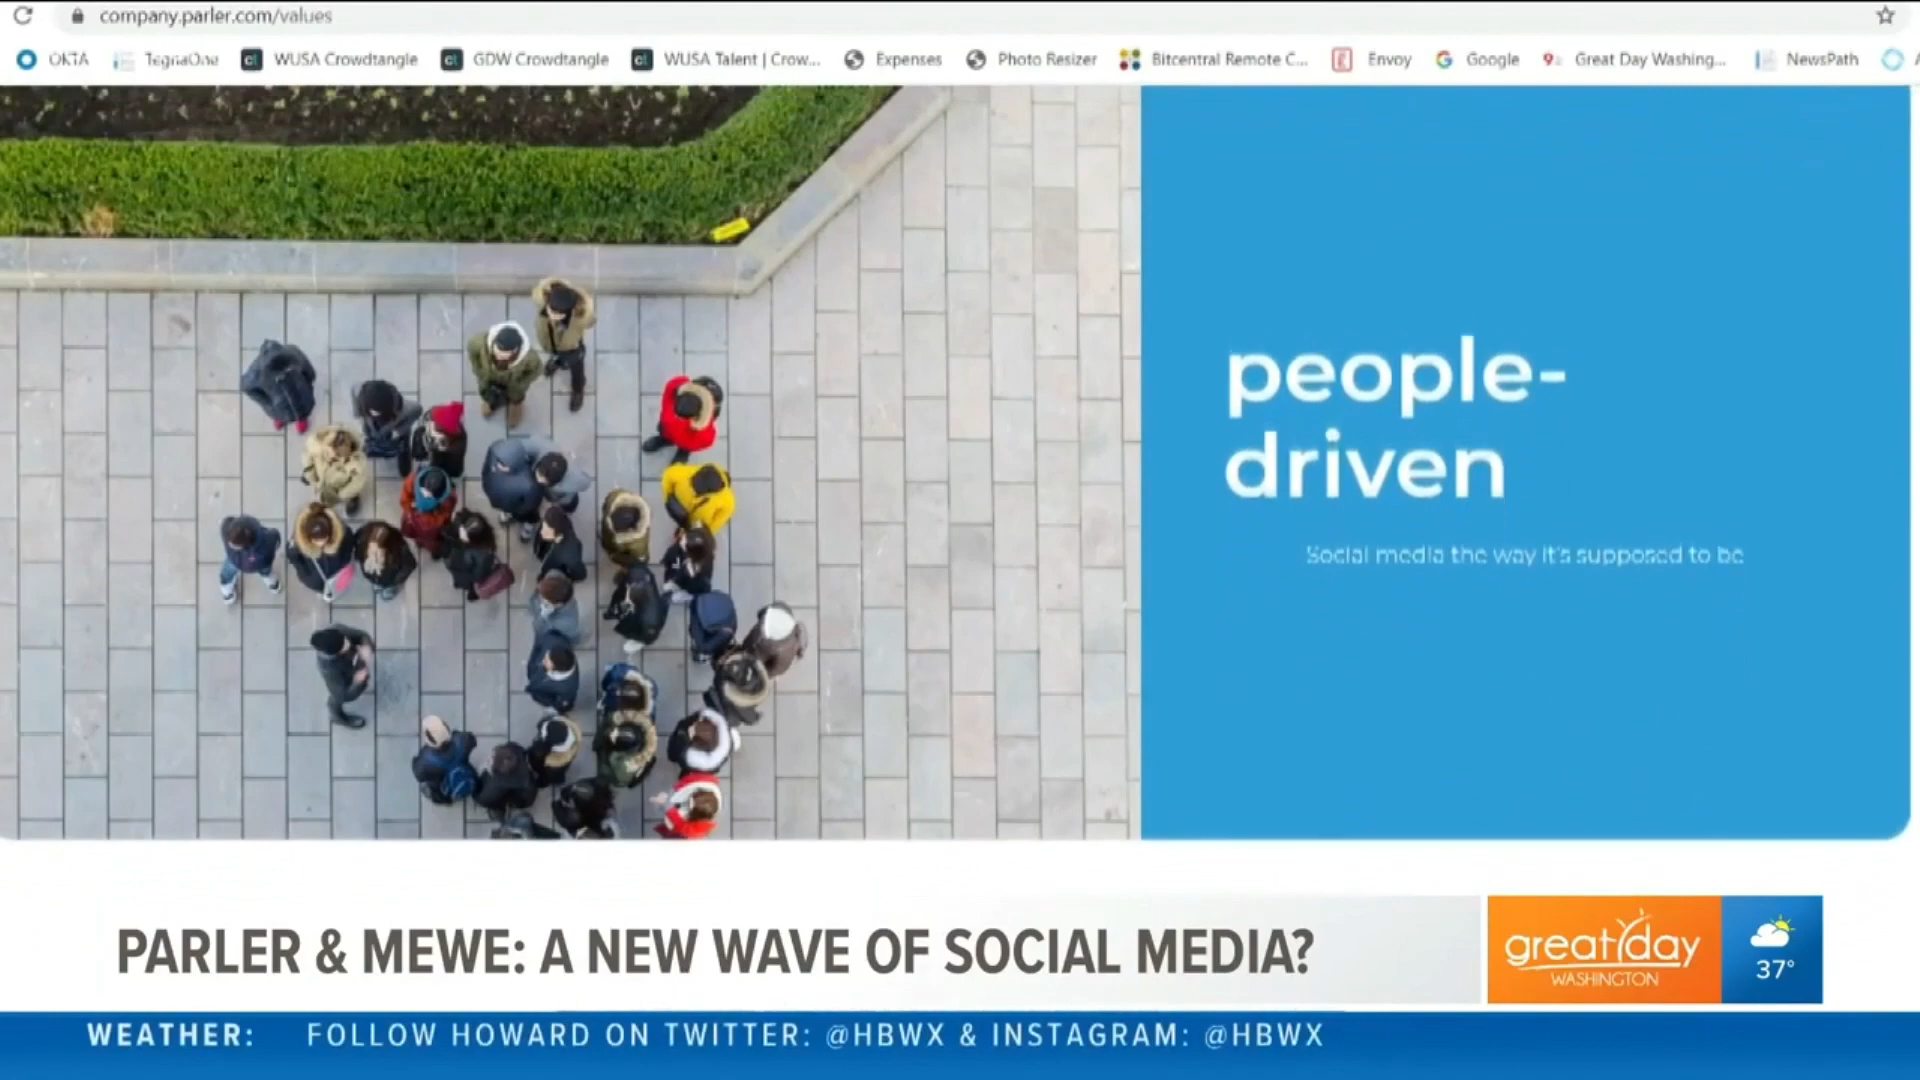 company.parler.com/values
OKTA TegnaOne WUSA Crowdtangle GDW Crowdtangle WUSA Talent | Crow... Expenses Photo Resizer Bitcentral Remote C... Envoy Google Great Day Washing... NewsPath
people-
driven
Social media the way it's supposed to be
PARLER & MEWE: A NEW WAVE OF SOCIAL MEDIA?
great day
WASHINGTON
37°
WEATHER: FOLLOW HOWARD ON TWITTER: @HBWX & INSTAGRAM: @HBWX